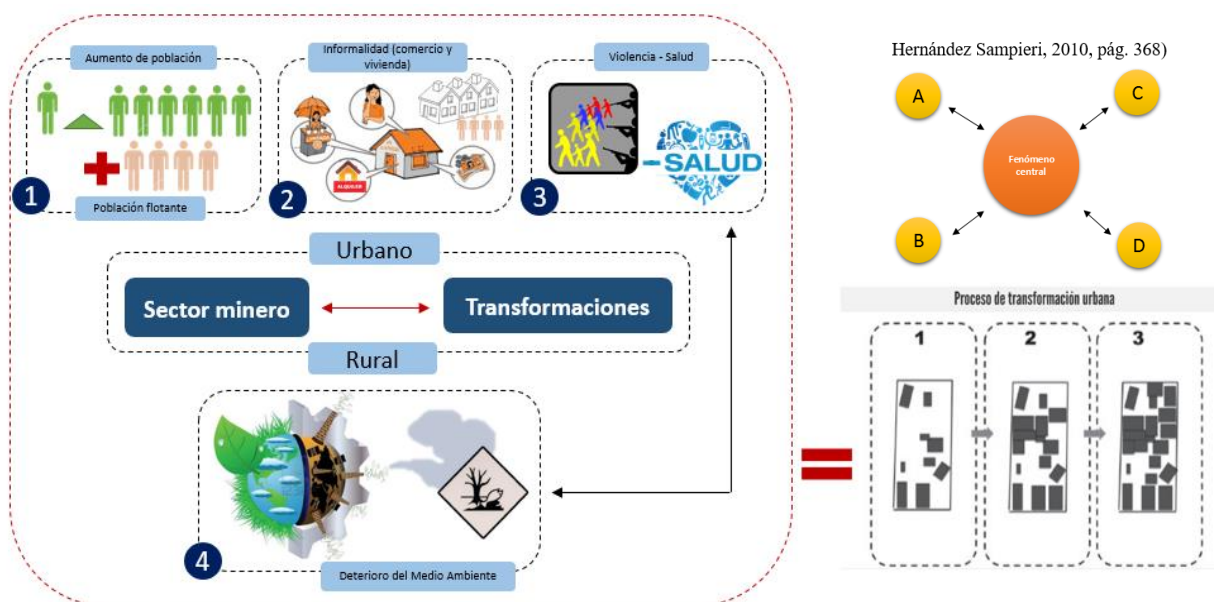 Aumento de población
1
Población flotante
Informalidad (comercio y
vivienda)
ALQUILER
2
Violencia - Salud
SALUD
3
Urbano
Sector minero
Transformaciones
Rural
4
Deterioro del Medio Ambiente
Hernández Sampieri, 2010, pág. 368)
A
C
Fenómeno
central
B
D
Proceso de transformación urbana
1
2
3